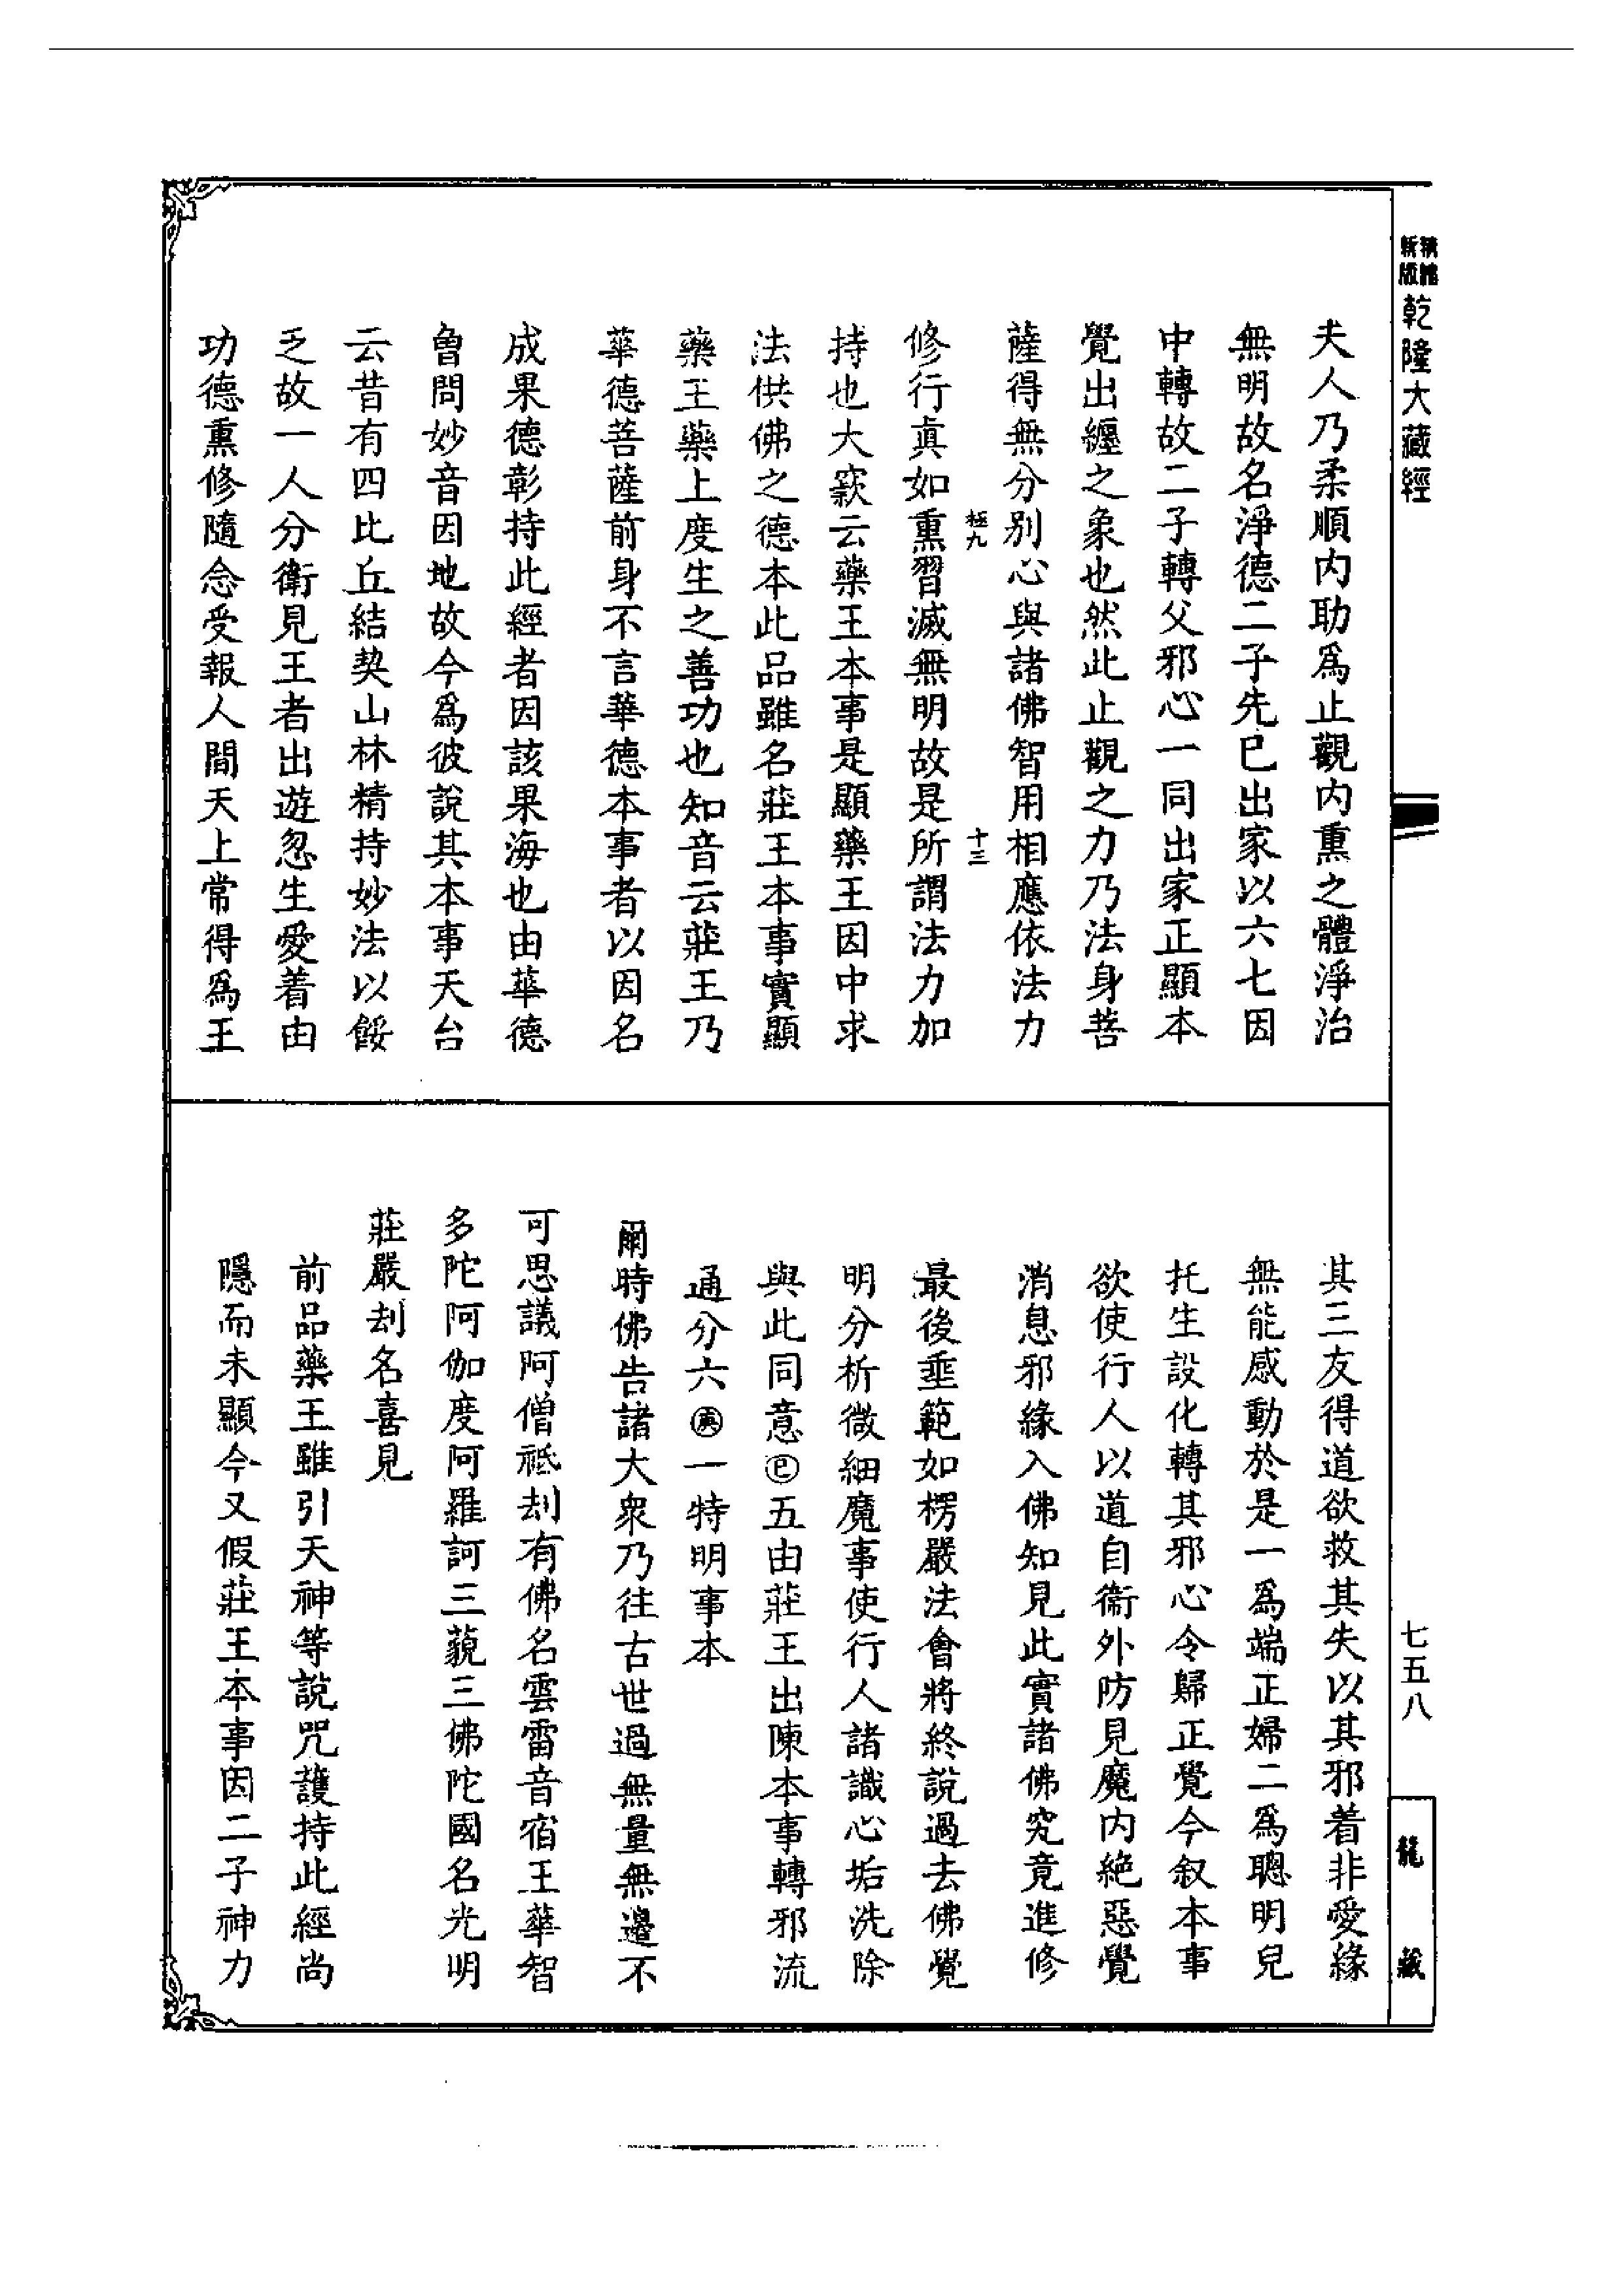 精縮新版
乾隆大藏經
夫人乃柔順內助爲止觀內熏之體淨治
無明故名淨德二子先已出家以六七因
中轉故二子轉父邪心一同出家正顯本
覺出纏之象也然此止觀之力乃法身菩
薩得無分別心與諸佛智用相應依法力
極九
十三
修行眞如熏習滅無明故是所謂法力加
持也大窾云藥王本事是顯藥王因中求
法供佛之德本此品雖名莊王本事實顯
藥王藥上度生之善功也知音云莊王乃
華德菩薩前身不言華德本事者以因名
成果德彰持此經者因該果海也由華德
曾問妙音因地故今爲彼說其本事天台
云昔有四比丘結契山林精持妙法以餒
乏故一人分衛見王者出遊忽生愛着由
功德熏修隨念受報人間天上常得爲王
其三友得道欲救其失以其邪着非愛緣
無能感動於是一爲端正婦二爲聰明兒
托生設化轉其邪心令歸正覺今叙本事
欲使行人以道自衞外防見魔內絕惡覺
消息邪緣入佛知見此實諸佛究竟進修
最後垂範如楞嚴法會將終說過去佛覺
明分析微細魔事使行人諸識心垢洗除
與此同意㊁五由莊王出陳本事轉邪流
通分六㊂一特明事本
爾時佛告諸大衆乃往古世過無量無邊不
可思議阿僧祗刦有佛名雲雷音宿王華智
多陀阿伽度阿羅訶三藐三佛陀國名光明
莊嚴刦名喜見
前品藥王雖引天神等說咒護持此經尚
隱而未顯今又假莊王本事因二子神力
七五八
龍藏